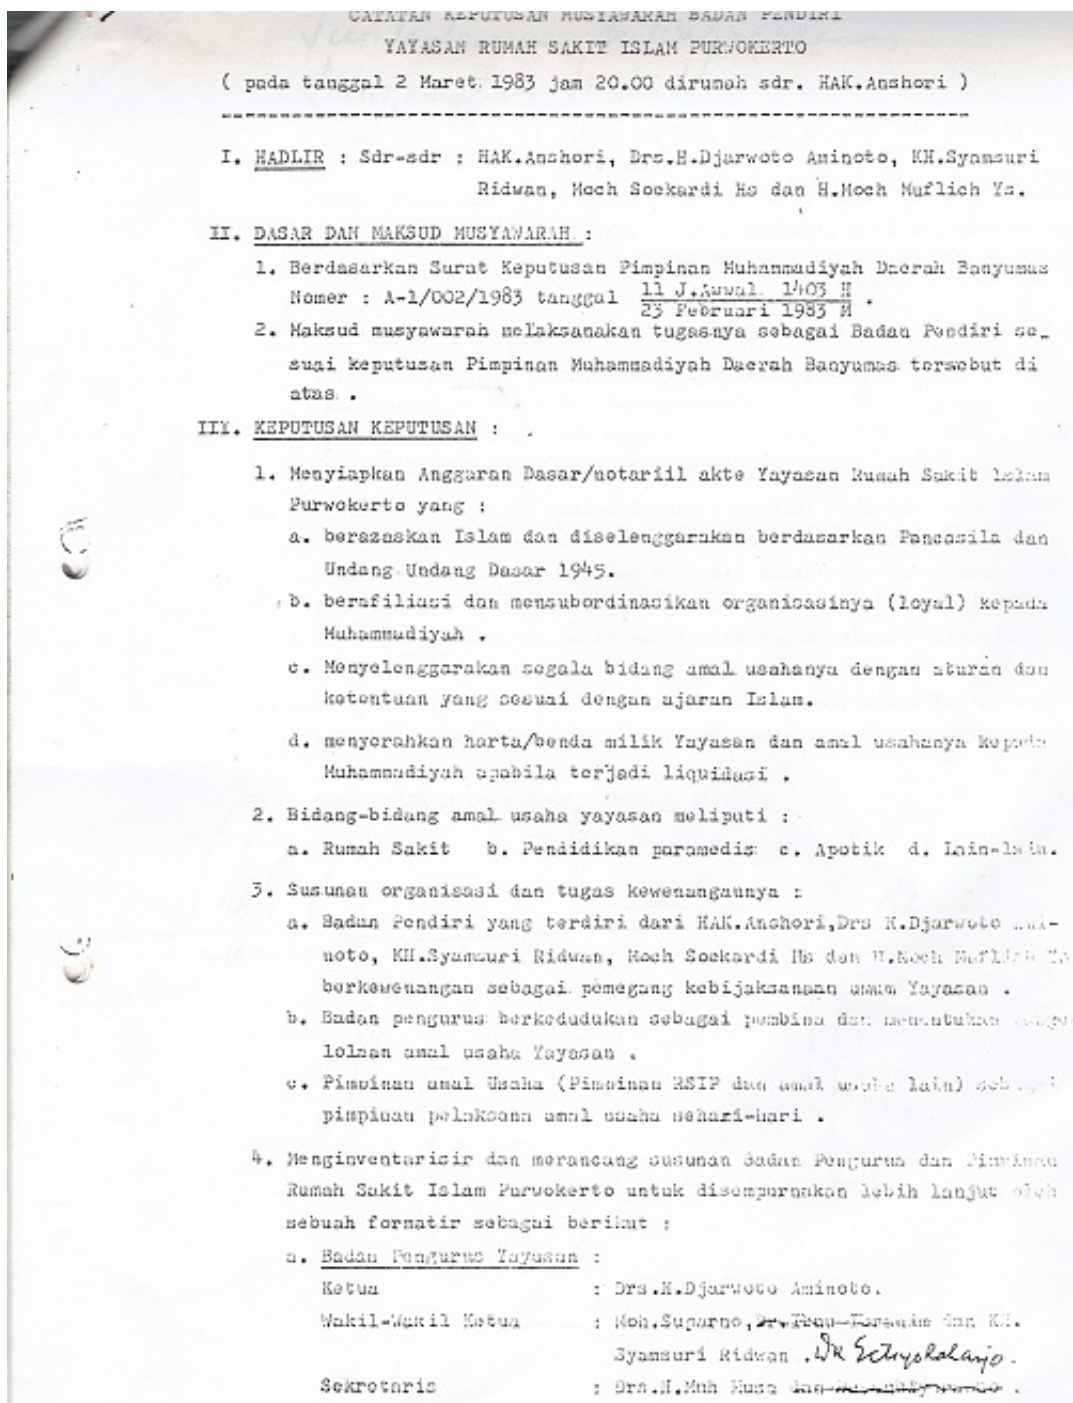 CATATAN KEPUTUSAN MUSYAWARAH BADAN PENDIRI
YAYASAN RUMAH SAKIT ISLAM PURWOKERTO
( pada tanggal 2 Maret 1983 jam 20.00 dirumah sdr. HAK.Anshori )
I. HADLIR : Sdr-sdr : HAK.Anshori, Drs.H.Djarwoto Aminoto, KH.Syamsuri
Ridwan, Moch Soekardi Hs dan H.Moch Muflich Ys.
II. DASAR DAN MAKSUD MUSYAWARAH :
1. Berdasarkan Surat Keputusan Pimpinan Muhammadiyah Daerah Banyumas
Nomer : A-1/002/1983 tanggal 11 J.Awwal 1403 H .
23 Pebruari 1983 M
2. Maksud musyawarah melaksanakan tugasnya sebagai Badan Pendiri se_
suai keputusan Pimpinan Muhammadiyah Daerah Banyumas tersebut di
atas .
III. KEPUTUSAN KEPUTUSAN :
1. Menyiapkan Anggaran Dasar/notariil akte Yayasan Rumah Sakit Islam
Purwokerto yang :
a. berazaskan Islam dan diselenggarakan berdasarkan Pancasila dan
Undang Undang Dasar 1945.
b. berafiliasi dan mensubordinasikan organisasinya (loyal) kepada
Muhammadiyah .
c. Menyelenggarakan segala bidang amal usahanya dengan aturan dan
ketentuan yang sesuai dengan ajaran Islam.
d. menyerahkan harta/benda milik Yayasan dan amal usahanya kepada
Muhammadiyah apabila terjadi liquidasi .
2. Bidang-bidang amal usaha yayasan meliputi :
a. Rumah Sakit b. Pendidikan paramedis c. Apotik d. Lain-lain.
3. Susunan organisasi dan tugas kewenangannya :
a. Badan Pendiri yang terdiri dari HAK.Anshori,Drs H.Djarwoto Ami-
noto, KH.Syamsuri Ridwan, Moch Soekardi Hs dan H.Moch Muflich Ys
berkewenangan sebagai pemegang kebijaksanaan umum Yayasan .
b. Badan pengurus berkedudukan sebagai pembina dan menentukan
lolaan amal usaha Yayasan .
c. Pimpinan amal Usaha (Pimpinan RSIP dan amal usaha lain) sebagai
pimpinan pelaksana amal usaha sehari-hari .
4. Menginventarisir dan merancang susunan Badan Pengurus dan Pimpinan
Rumah Sakit Islam Purwokerto untuk disempurnakan lebih lanjut oleh
sebuah formatir sebagai berikut :
a. Badan Pengurus Yayasan :
Ketua : Drs.H.Djarwoto Aminoto.
Wakil-Wakil Ketua : Moh.Suparno, dan KH.
Syamsuri Ridwan .
Sekretaris : Drs.H.Muh Musa .